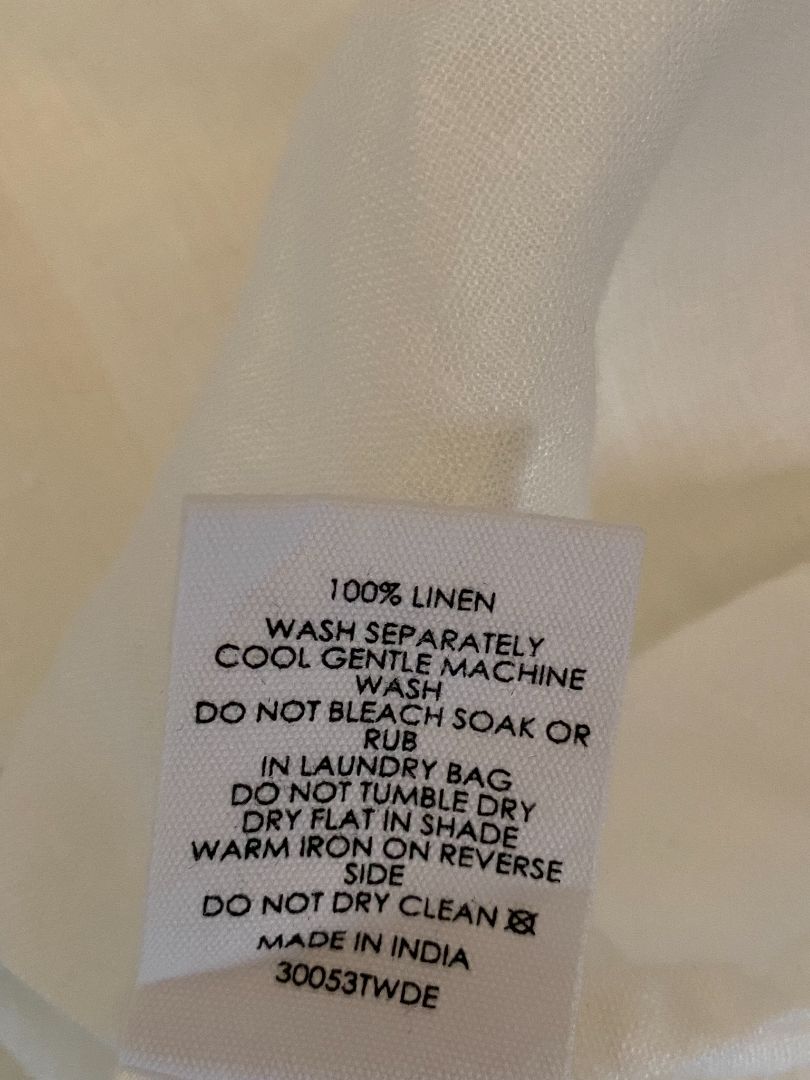 100% LINEN
WASH SEPARATELY
COOL GENTLE MACHINE
WASH
DO NOT BLEACH SOAK OR
RUB
IN LAUNDRY BAG
DO NOT TUMBLE DRY
DRY FLAT IN SHADE
WARM IRON ON REVERSE
SIDE
DO NOT DRY CLEAN
MADE IN INDIA
30053TWDE